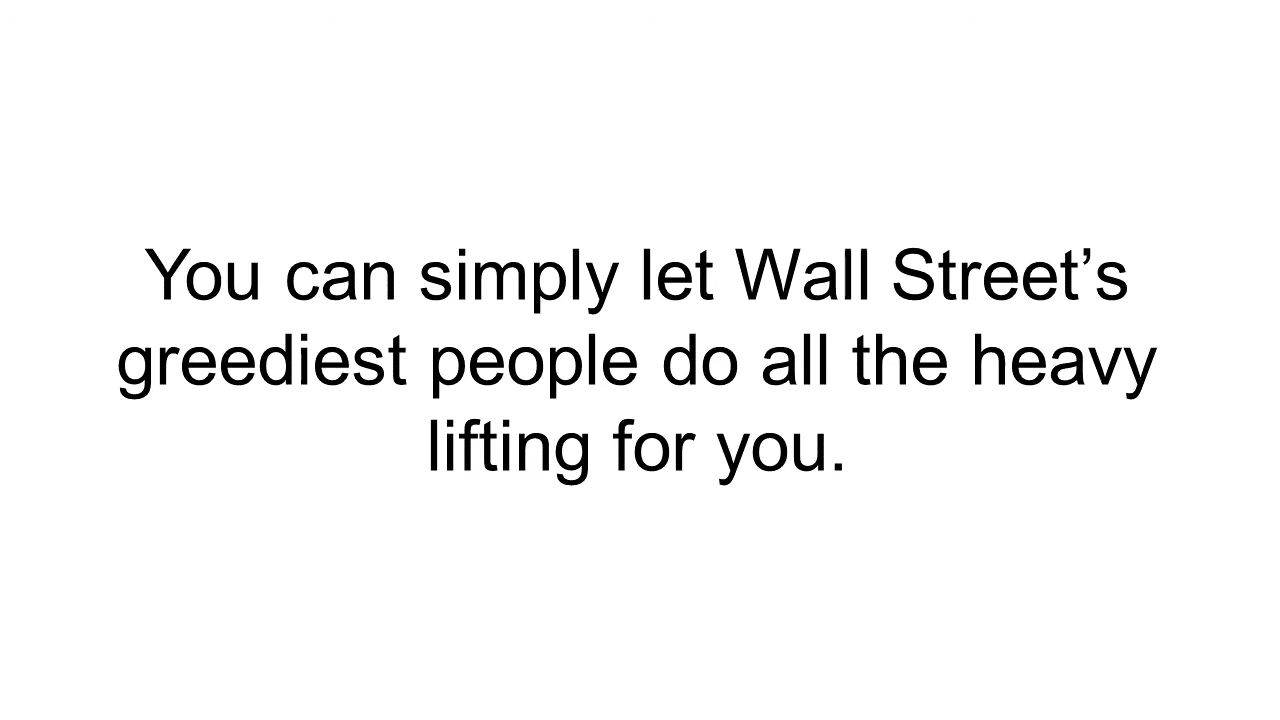 You can simply let Wall Street’s
greediest people do all the heavy
lifting for you.